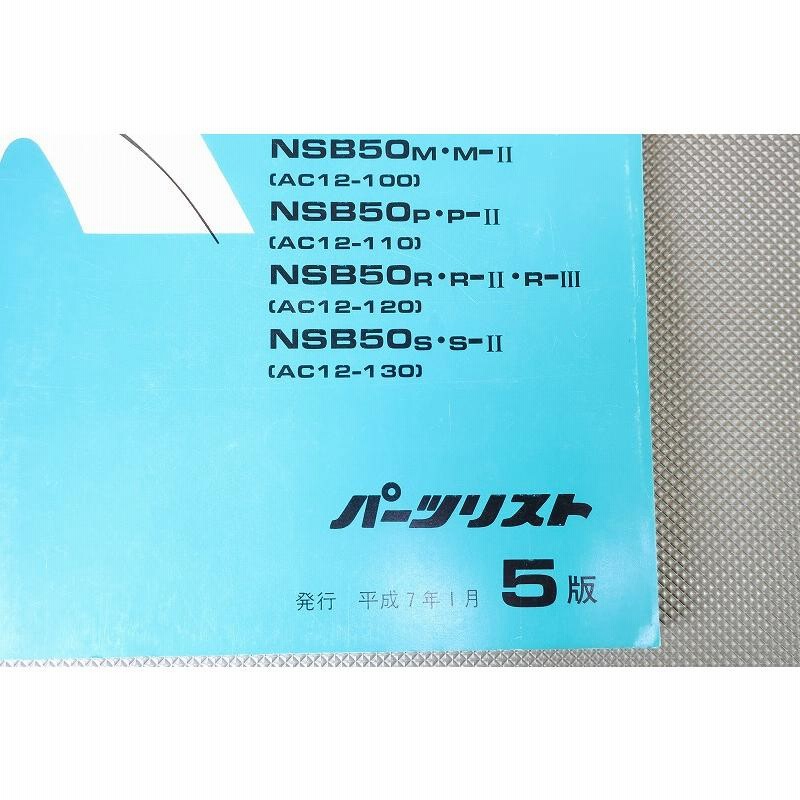 NSB50M・M-II
(AC12-100)
NSB50P・P-II
(AC12-110)
NSB50R・R-II・R-III
(AC12-120)
NSB50S・S-II
(AC12-130)
パーツリスト
発行 平成7年1月 5版